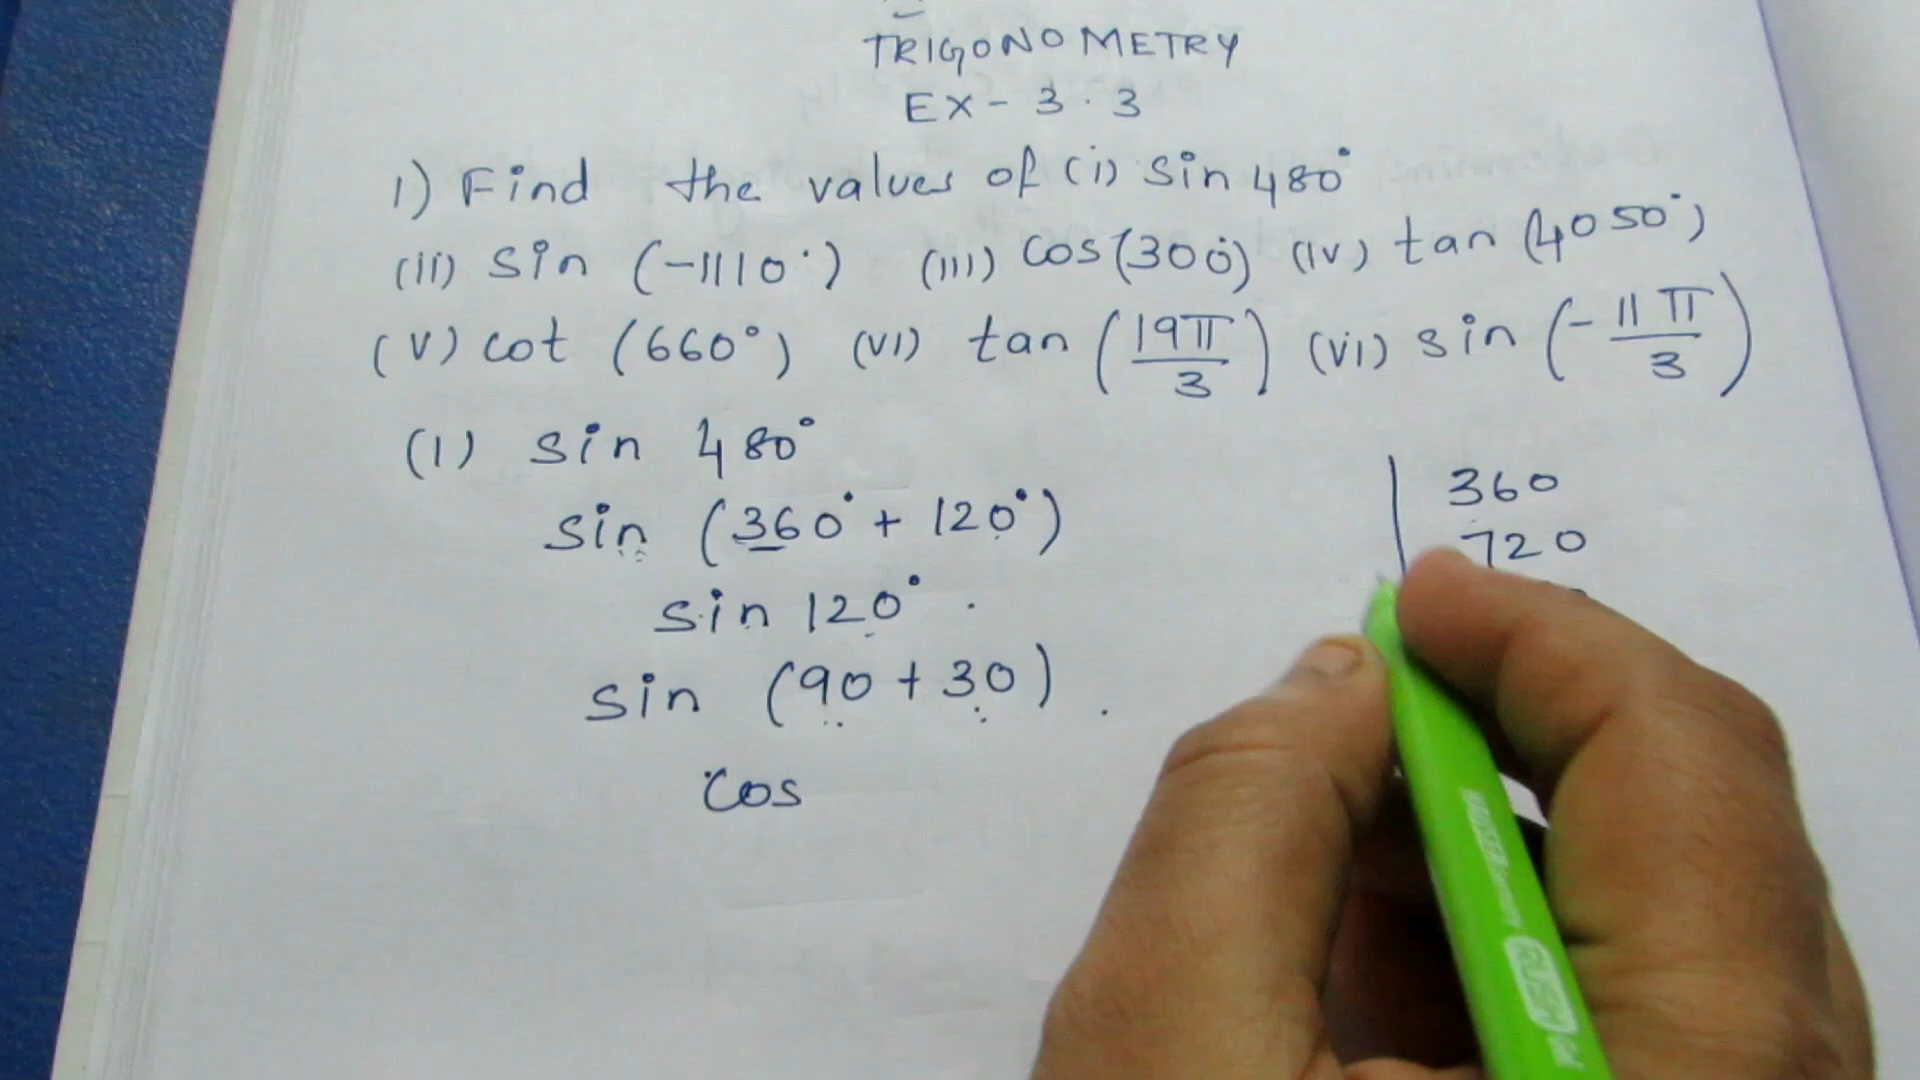 TRIGONOMETRY
EX - 3.3
1) Find the values of (i) sin 480°
(ii) sin (-1110°) (iii) cos(300°) (iv) tan (4050°)
(v) cot (660°) (vi) tan (19π/3) (vi) sin (-11π/3)
(1) sin 480°
sin (360° + 120°)
sin 120°.
sin (90 + 30).
cos
360
720